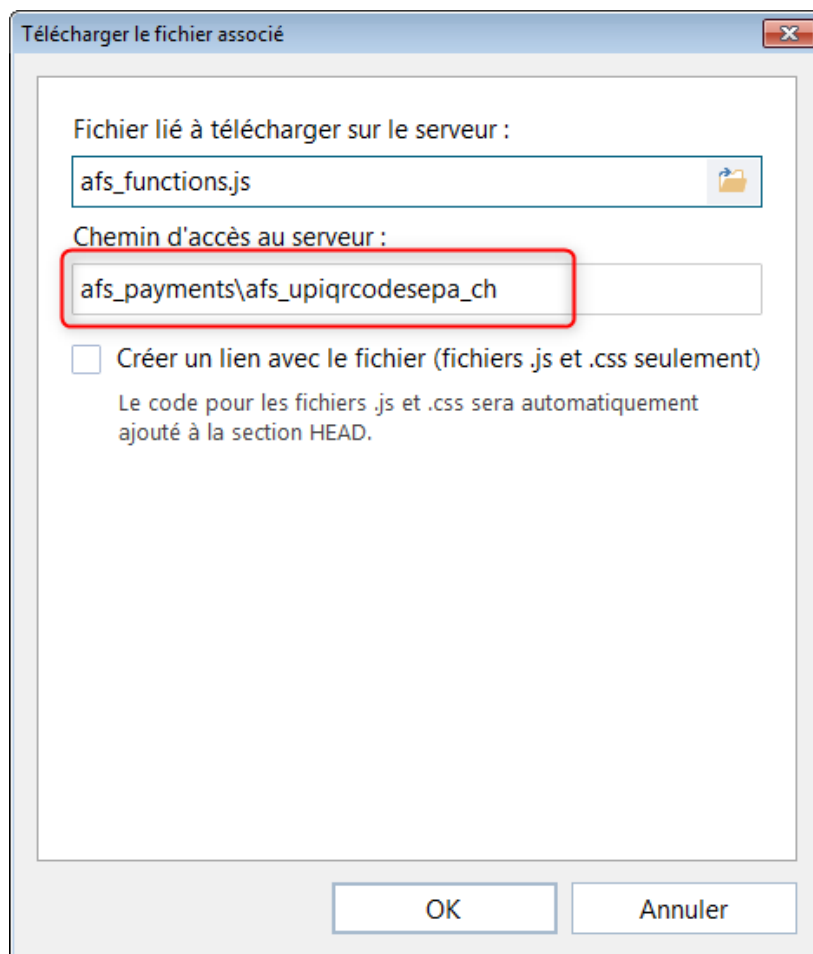 Télécharger le fichier associé
Fichier lié à télécharger sur le serveur :
afs_functions.js
Chemin d'accès au serveur :
afs_payments\afs_upiqrcodesepa_ch
Créer un lien avec le fichier (fichiers .js et .css seulement)
Le code pour les fichiers .js et .css sera automatiquement
ajouté à la section HEAD.
OK
Annuler